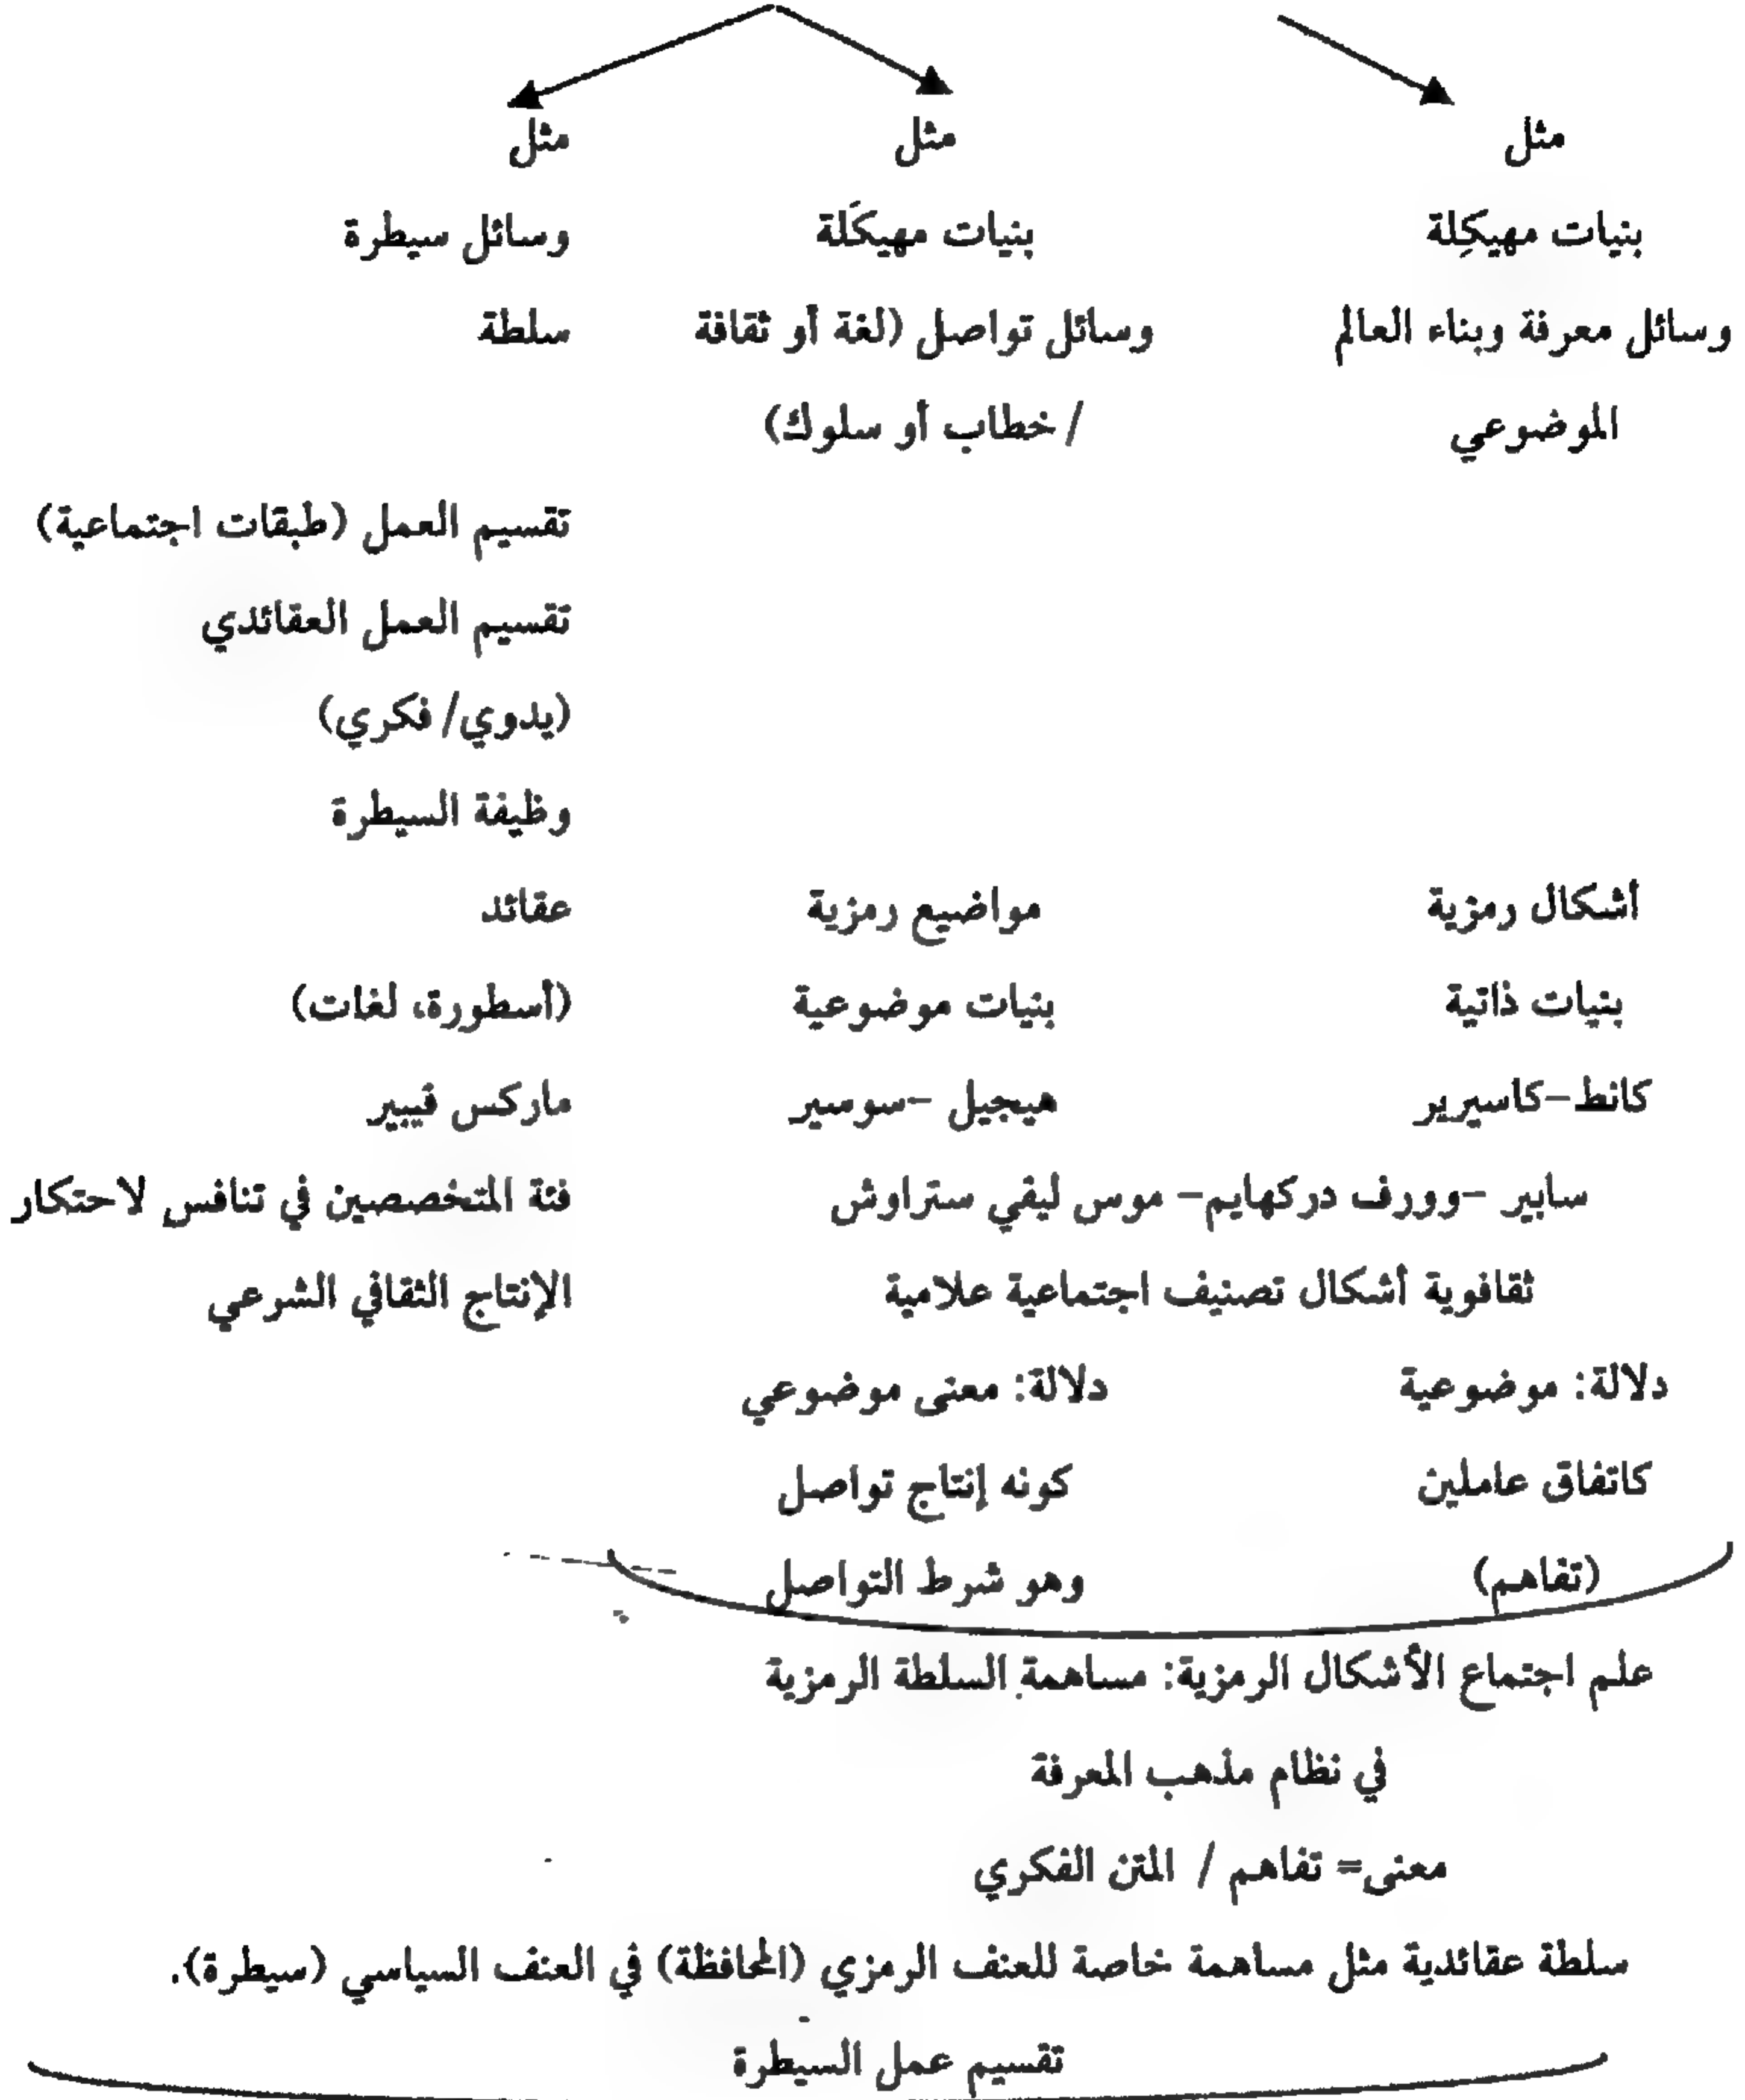 مثل مثل مثل
بنيات مهيكِلة بنيات مهيكَلة وسائل سيطرة
وسائل معرفة وبناء العالم وسائل تواصل (لغة أو ثقافة سلطة
الموضوعي /خطاب أو سلوك)
تقسيم العمل (طبقات اجتماعية)
تقسيم العمل العقائدي
(يدوي/فكري)
وظيفة السيطرة
أشكال رمزية مواضيع رمزية عقائد
بنيات ذاتية بنيات موضوعية (أسطورة، لغات)
كانط-كاسيرير هيجيل -سوسير ماركس ڤيبير
سابير -وورف دركهايم- موس ليڤي ستراوش فئة المتخصصين في تنافس لاحتكار
ثقافوية أشكال تصنيف اجتماعية علامية الإنتاج الثقافي الشرعي
دلالة: موضوعية دلالة: معنى موضوعي
كاتفاق عاملين كونه إنتاج تواصل
(تفاهم) وهو شرط التواصل
علم اجتماع الأشكال الرمزية: مساهمة السلطة الرمزية
في نظام مذهب المعرفة
معنى= تفاهم / المتن الفكري
سلطة عقائدية مثل مساهمة خاصة للعنف الرمزي (المحافظة) في العنف السياسي (سيطرة).
تقسيم عمل السيطرة